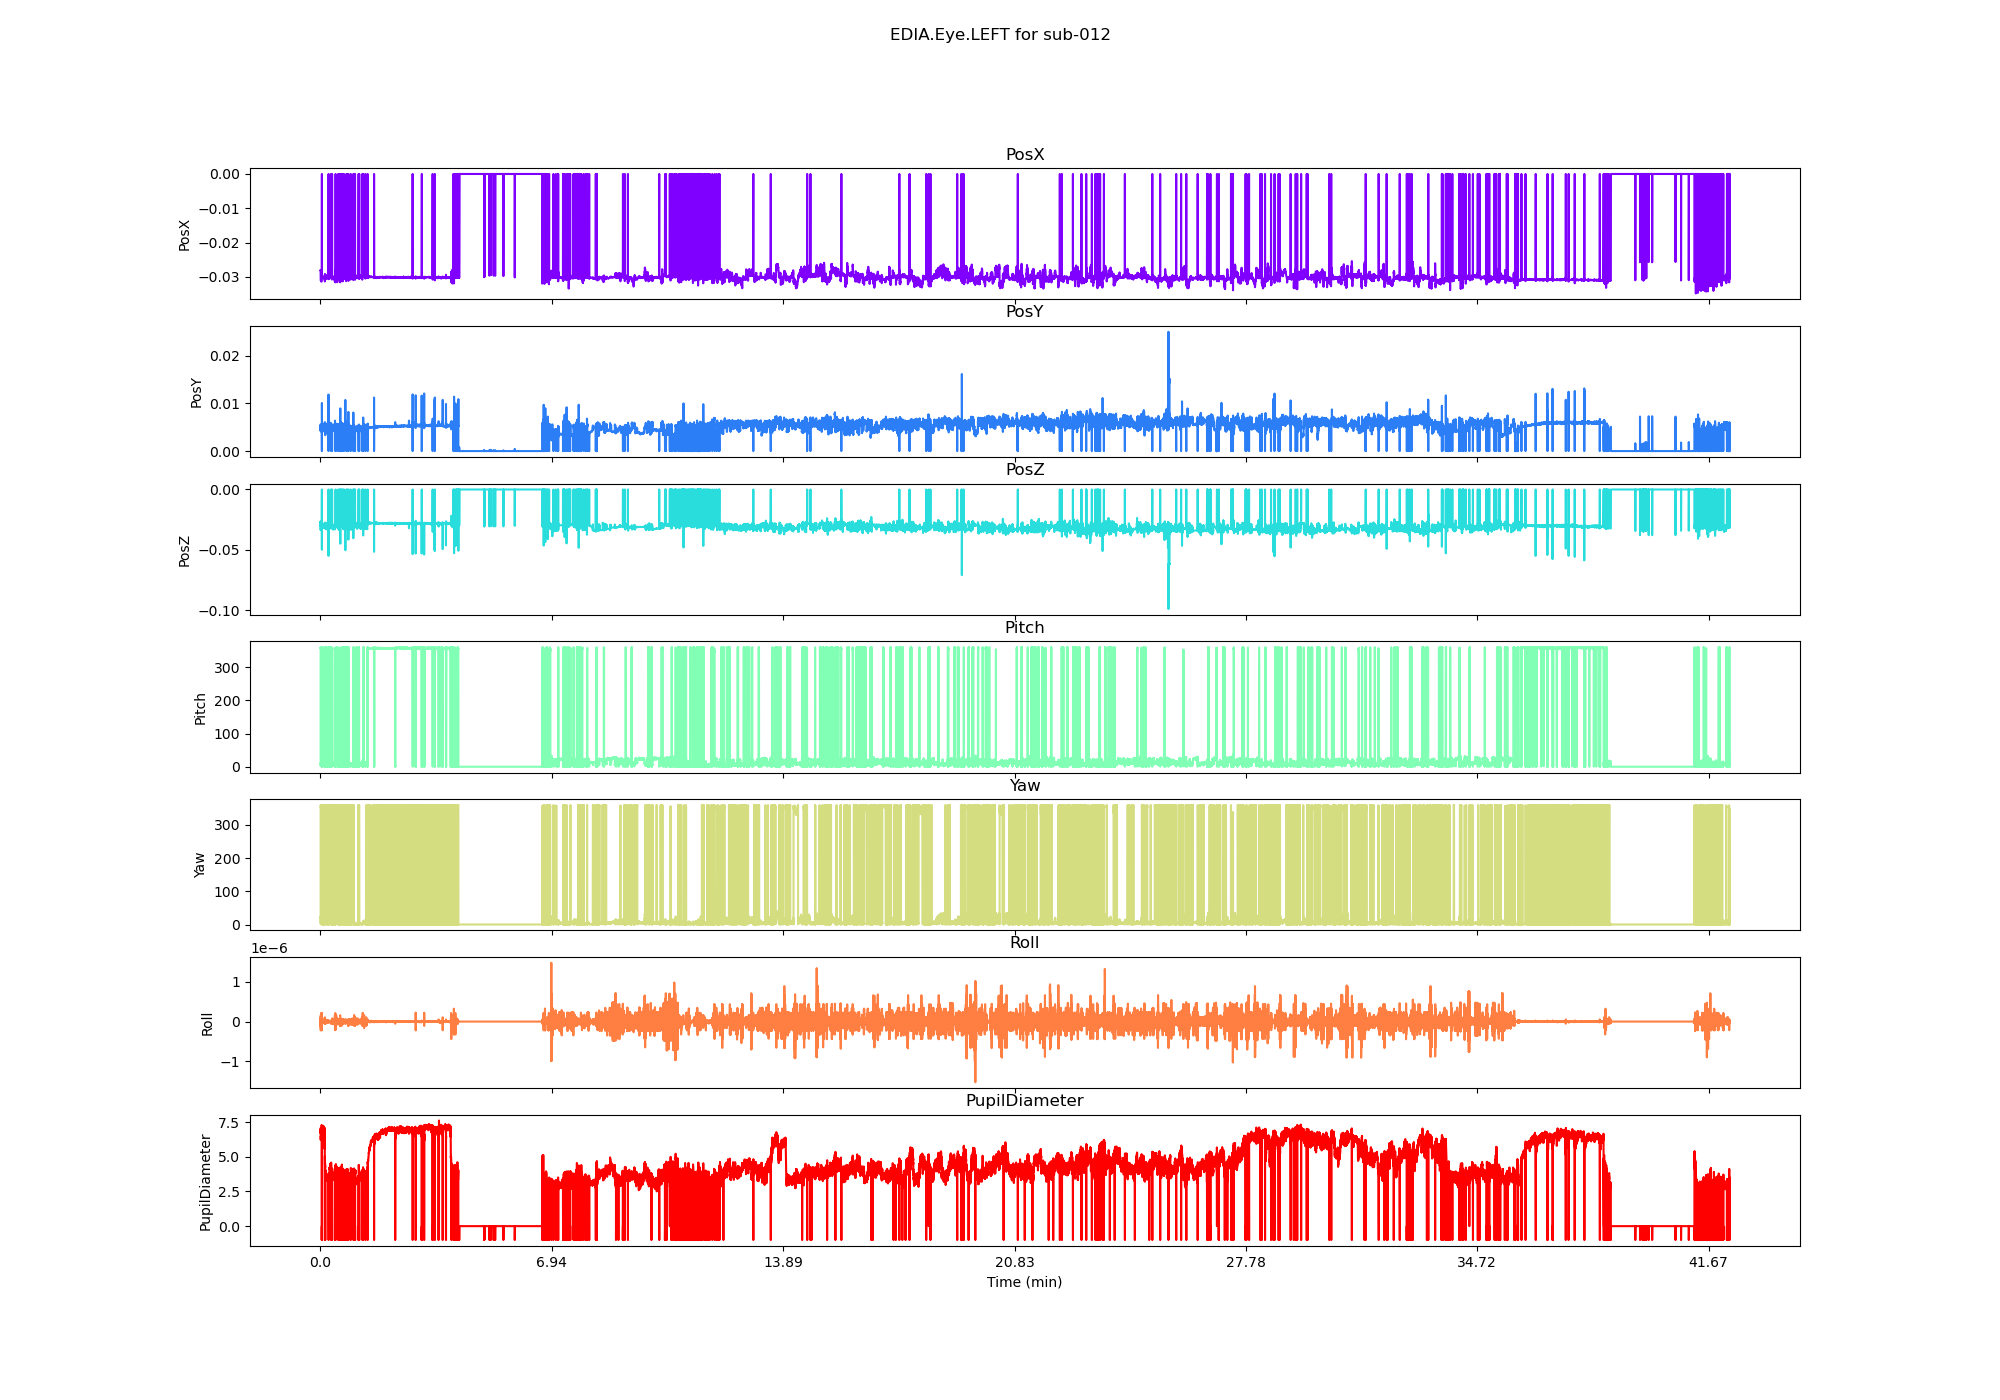 EDIA.Eye.LEFT for sub-012
PosX
0.00
−0.01
−0.02
−0.03
PosX
PosY
0.02
0.01
0.00
PosY
PosZ
0.00
−0.05
−0.10
PosZ
Pitch
300
200
100
0
Pitch
Yaw
300
200
100
0
Yaw
1e−6
Roll
1
0
−1
Roll
PupilDiameter
7.5
5.0
2.5
0.0
PupilDiameter
0.0 6.94 13.89 20.83 27.78 34.72 41.67
Time (min)